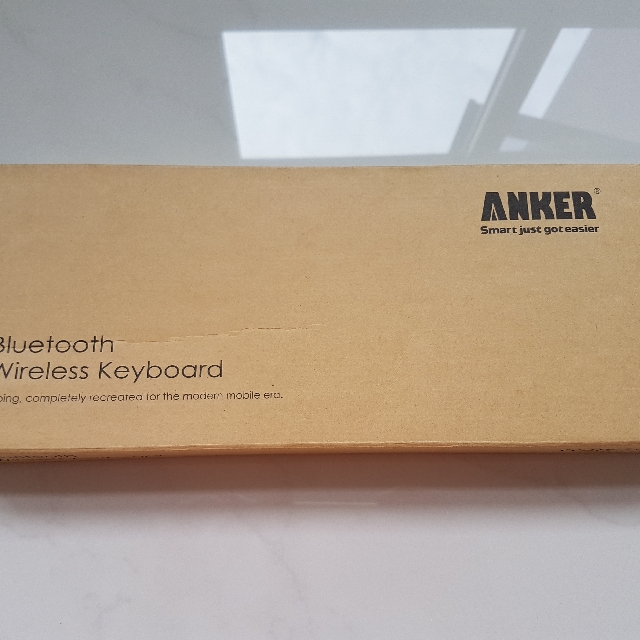 ANKER®
Smart just got easier
Bluetooth
Wireless Keyboard
completely recreated for the modern mobile era.